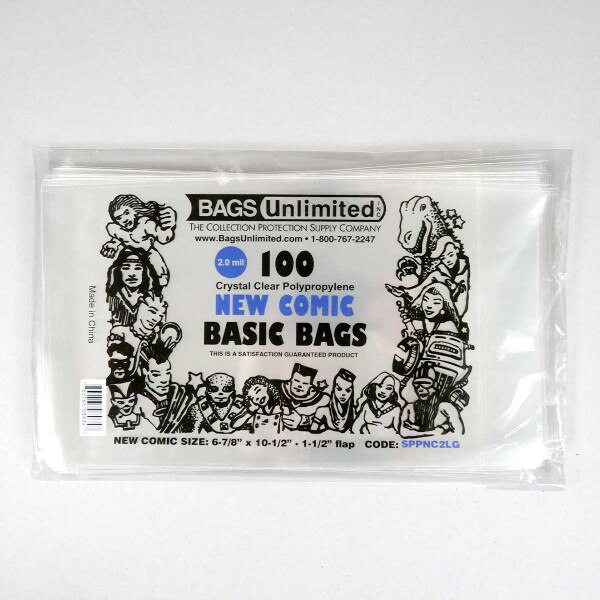 BAGS Unlimited INC
THE COLLECTION PROTECTION SUPPLY COMPANY
www.BagsUnlimited.com • 1-800-767-2247
2.0 mil
100
Crystal Clear Polypropylene
NEW COMIC
BASIC BAGS
THIS IS A SATISFACTION GUARANTEED PRODUCT
Made in China
NEW COMIC SIZE: 6-7/8" x 10-1/2" • 1-1/2" flap CODE: SPPNC2LG